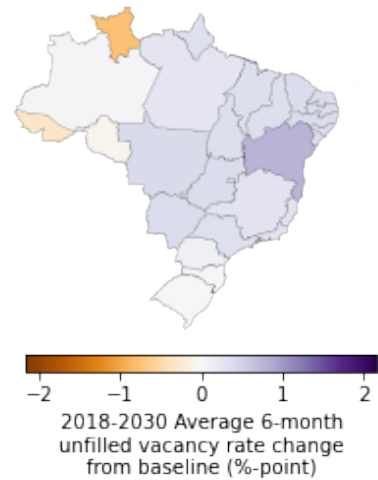 −2 −1 0 1 2
2018-2030 Average 6-month
unfilled vacancy rate change
from baseline (%-point)